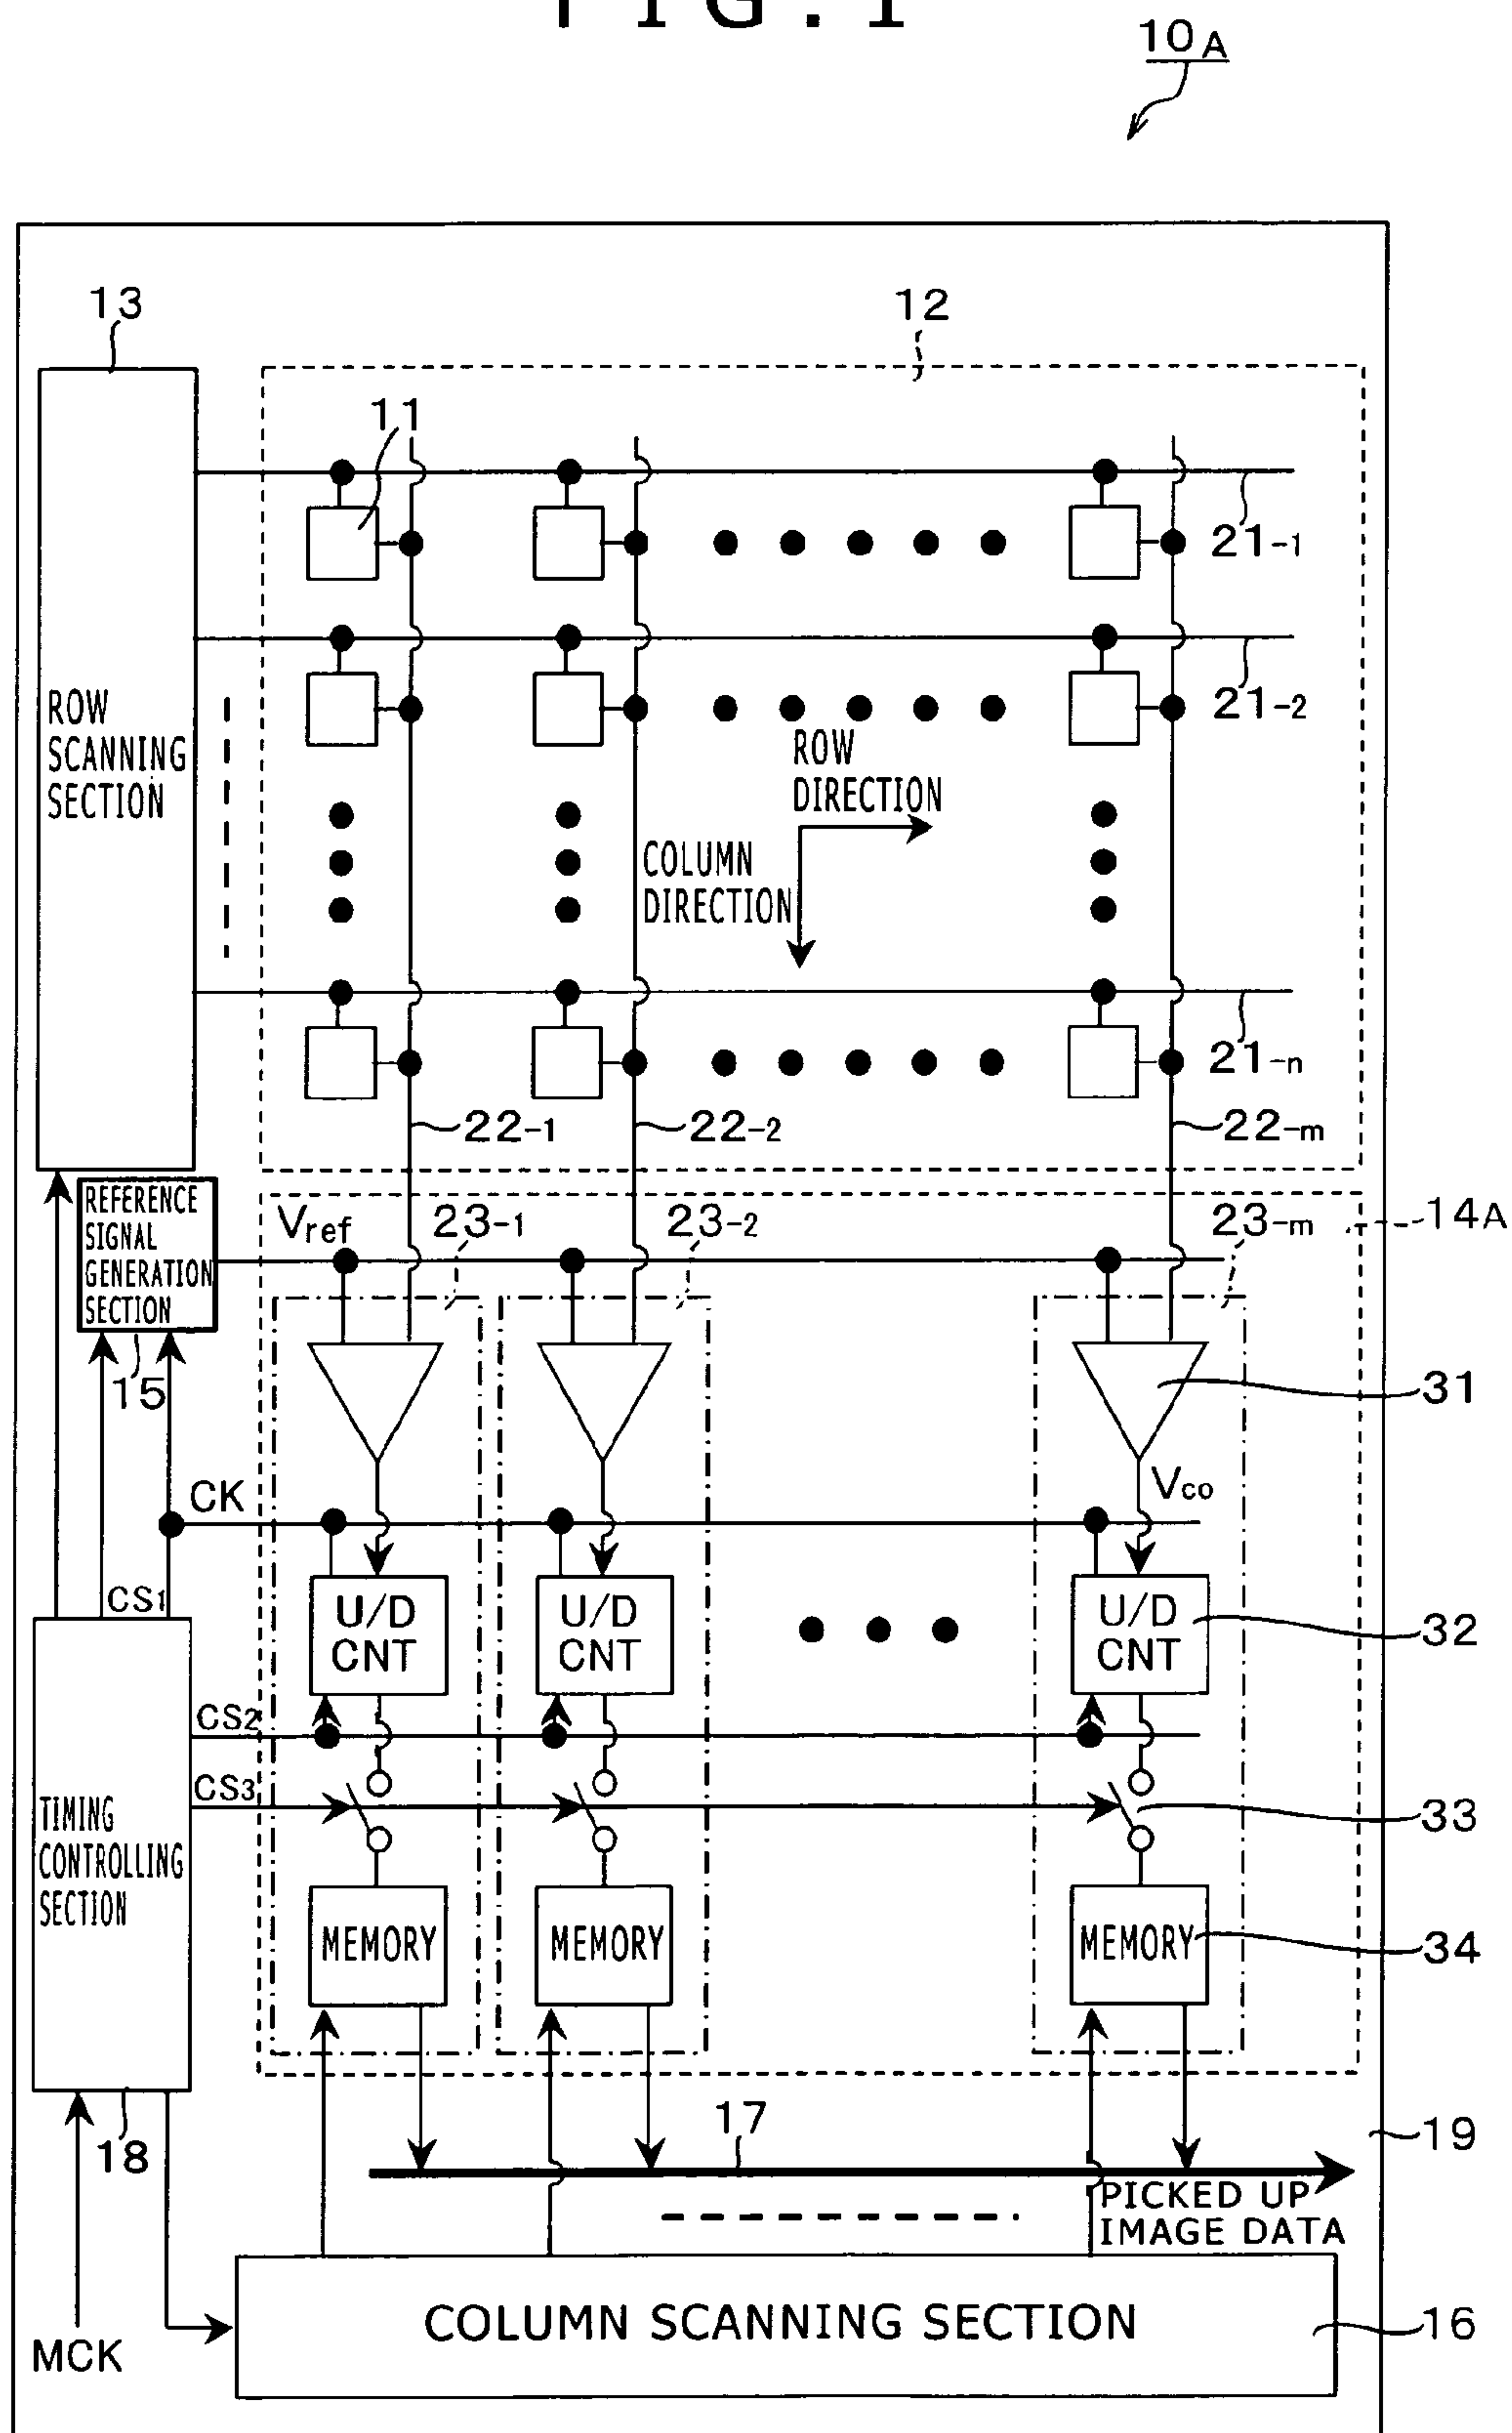 FIG.1
10A
13
12
11
21-1
21-2
ROW
SCANNING
SECTION
ROW
DIRECTION
COLUMN
DIRECTION
21-n
22-1
22-2
22-m
REFERENCE
SIGNAL
GENERATION
SECTION
Vref
23-1
23-2
23-m
14A
15
31
CK
Vco
CS1
U/D
CNT
U/D
CNT
U/D
CNT
32
CS2
CS3
33
TIMING
CONTROLLING
SECTION
MEMORY
MEMORY
MEMORY
34
18
17
19
PICKED UP
IMAGE DATA
COLUMN SCANNING SECTION
16
MCK